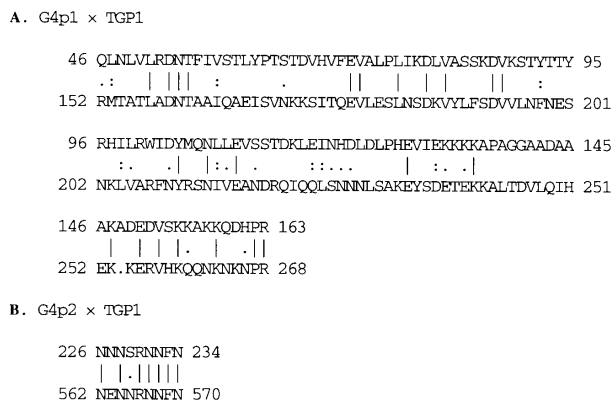 A. G4p1 × TGP1
46 QLNLVLRDNTFIVSTLYPTSTDVHVFEVALPLIKDLVASSKDVKSTYTTY 95
.: | ||| : . || | | | || :
152 RMTATLADNTAAIQAEISVNKKSITQEVLESLNSDKVYLFSDVVLNFNES 201
96 RHILRWIDYMQNLLEVSSTDKLEINHDLDLPHEVIEKKKKAPAGGAADAA 145
:. .| |:.:| . ::.. | :. .|
202 NKLVARFNYRSNIVEANDRQIQQLSNNNLSAKEYSDETEKKALTDVLQIH 251
146 AKADEDVSKKAKKQDHPR 163
| | | |. | .||
252 EK.KERVHKQQNKNKNPR 268
B. G4p2 × TGP1
226 NNNSRNNFN 234
| |.|||||
562 NENNRNNFN 570